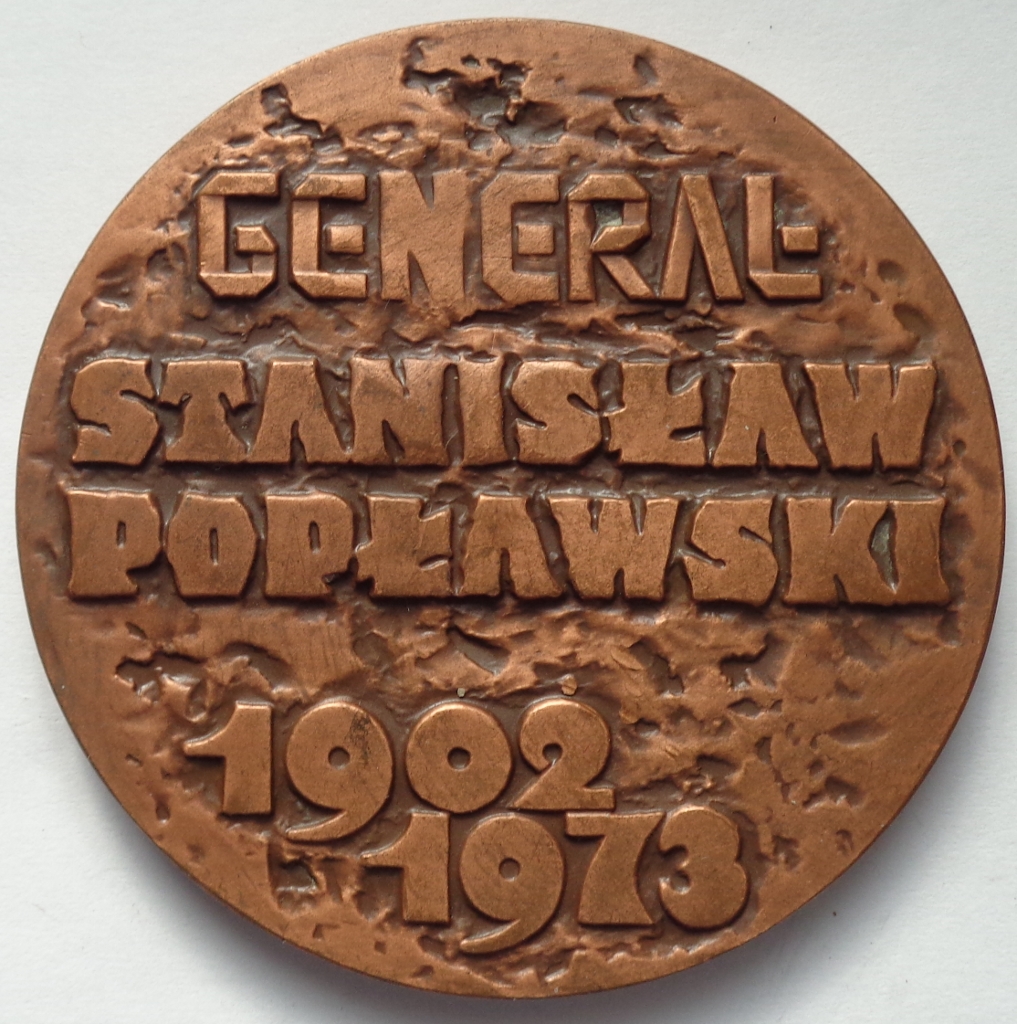 GENERAŁ
STANISŁAW
POPŁAWSKI
1902
1973